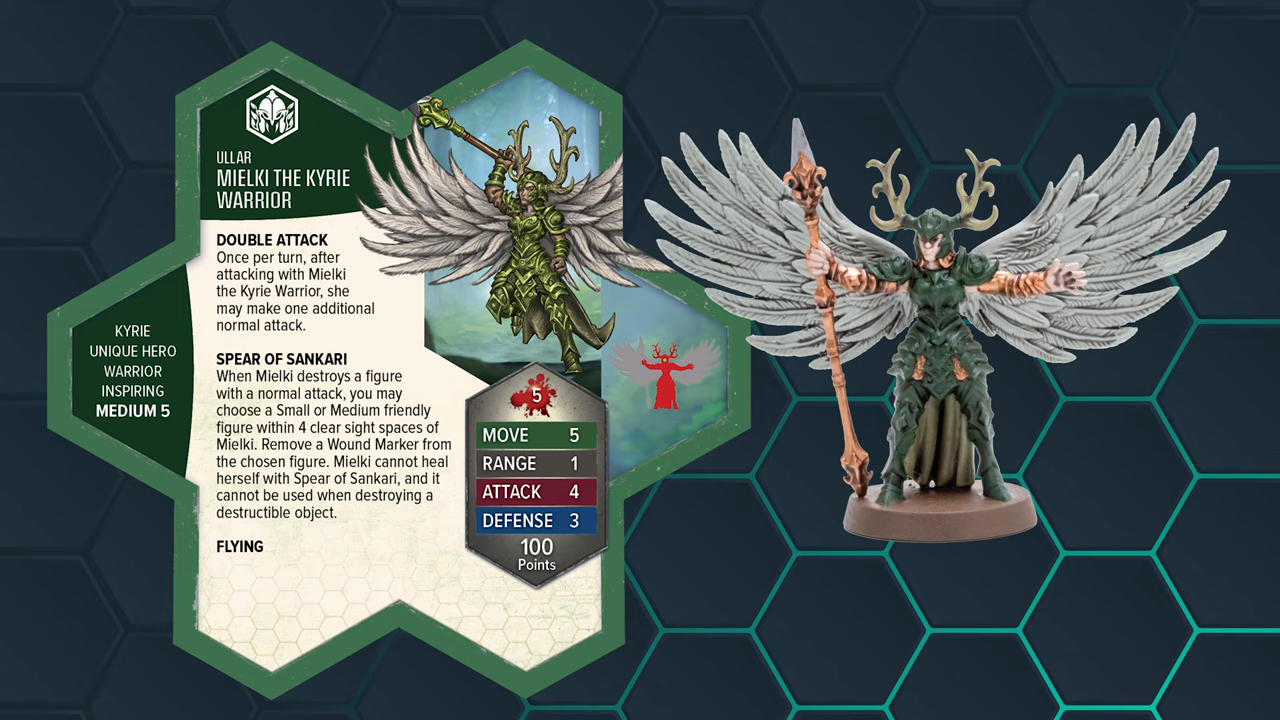 ULLAR
MIELKI THE KYRIE
WARRIOR
DOUBLE ATTACK
Once per turn, after
attacking with Mielki
the Kyrie Warrior, she
may make one additional
normal attack.
SPEAR OF SANKARI
When Mielki destroys a figure
with a normal attack, you may
choose a Small or Medium friendly
figure within 4 clear sight spaces of
Mielki. Remove a Wound Marker from
the chosen figure. Mielki cannot heal
herself with Spear of Sankari, and it
cannot be used when destroying a
destructible object.
FLYING
KYRIE
UNIQUE HERO
WARRIOR
INSPIRING
MEDIUM 5
5
MOVE 5
RANGE 1
ATTACK 4
DEFENSE 3
100
Points